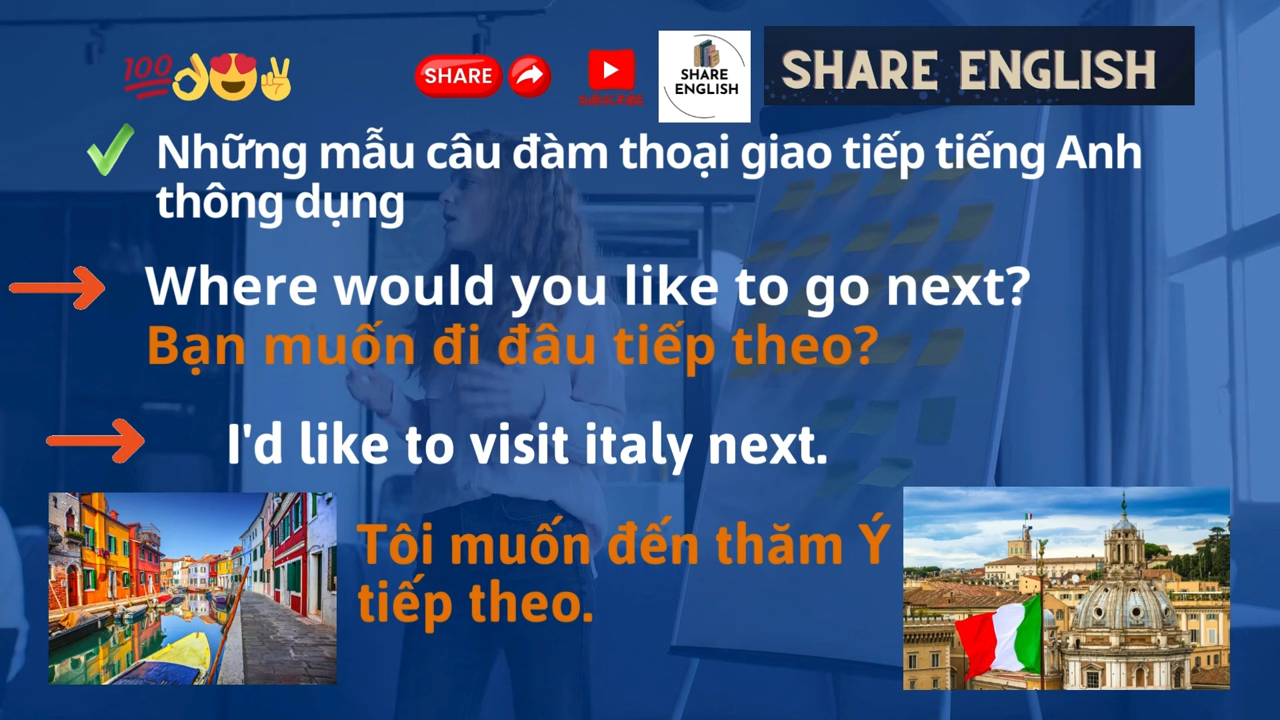 100
SHARE
SUBSCRIBE
SHARE
ENGLISH
SHARE ENGLISH
Những mẫu câu đàm thoại giao tiếp tiếng Anh
thông dụng
Where would you like to go next?
Bạn muốn đi đâu tiếp theo?
I'd like to visit italy next.
Tôi muốn đến thăm Ý
tiếp theo.